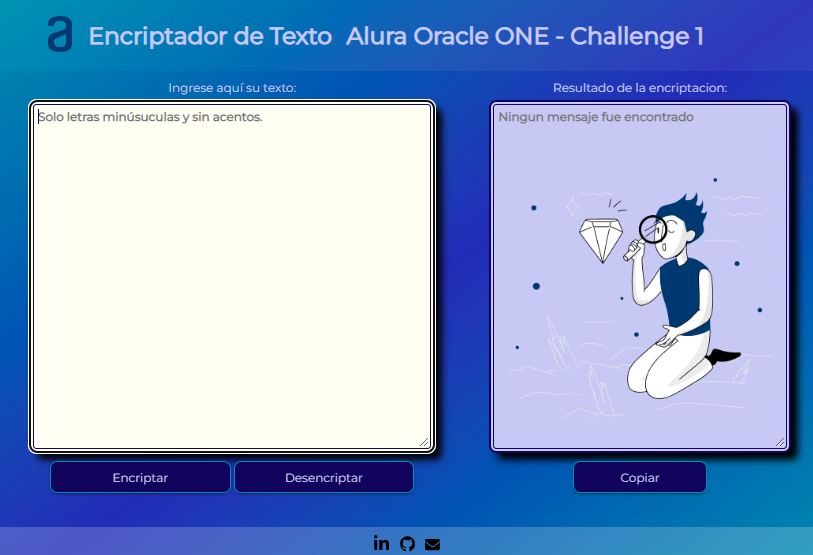 a Encriptador de Texto Alura Oracle ONE - Challenge 1
Ingrese aquí su texto:
Resultado de la encriptacion:
Solo letras minúsuculas y sin acentos.
Ningun mensaje fue encontrado
Encriptar
Desencriptar
Copiar
in